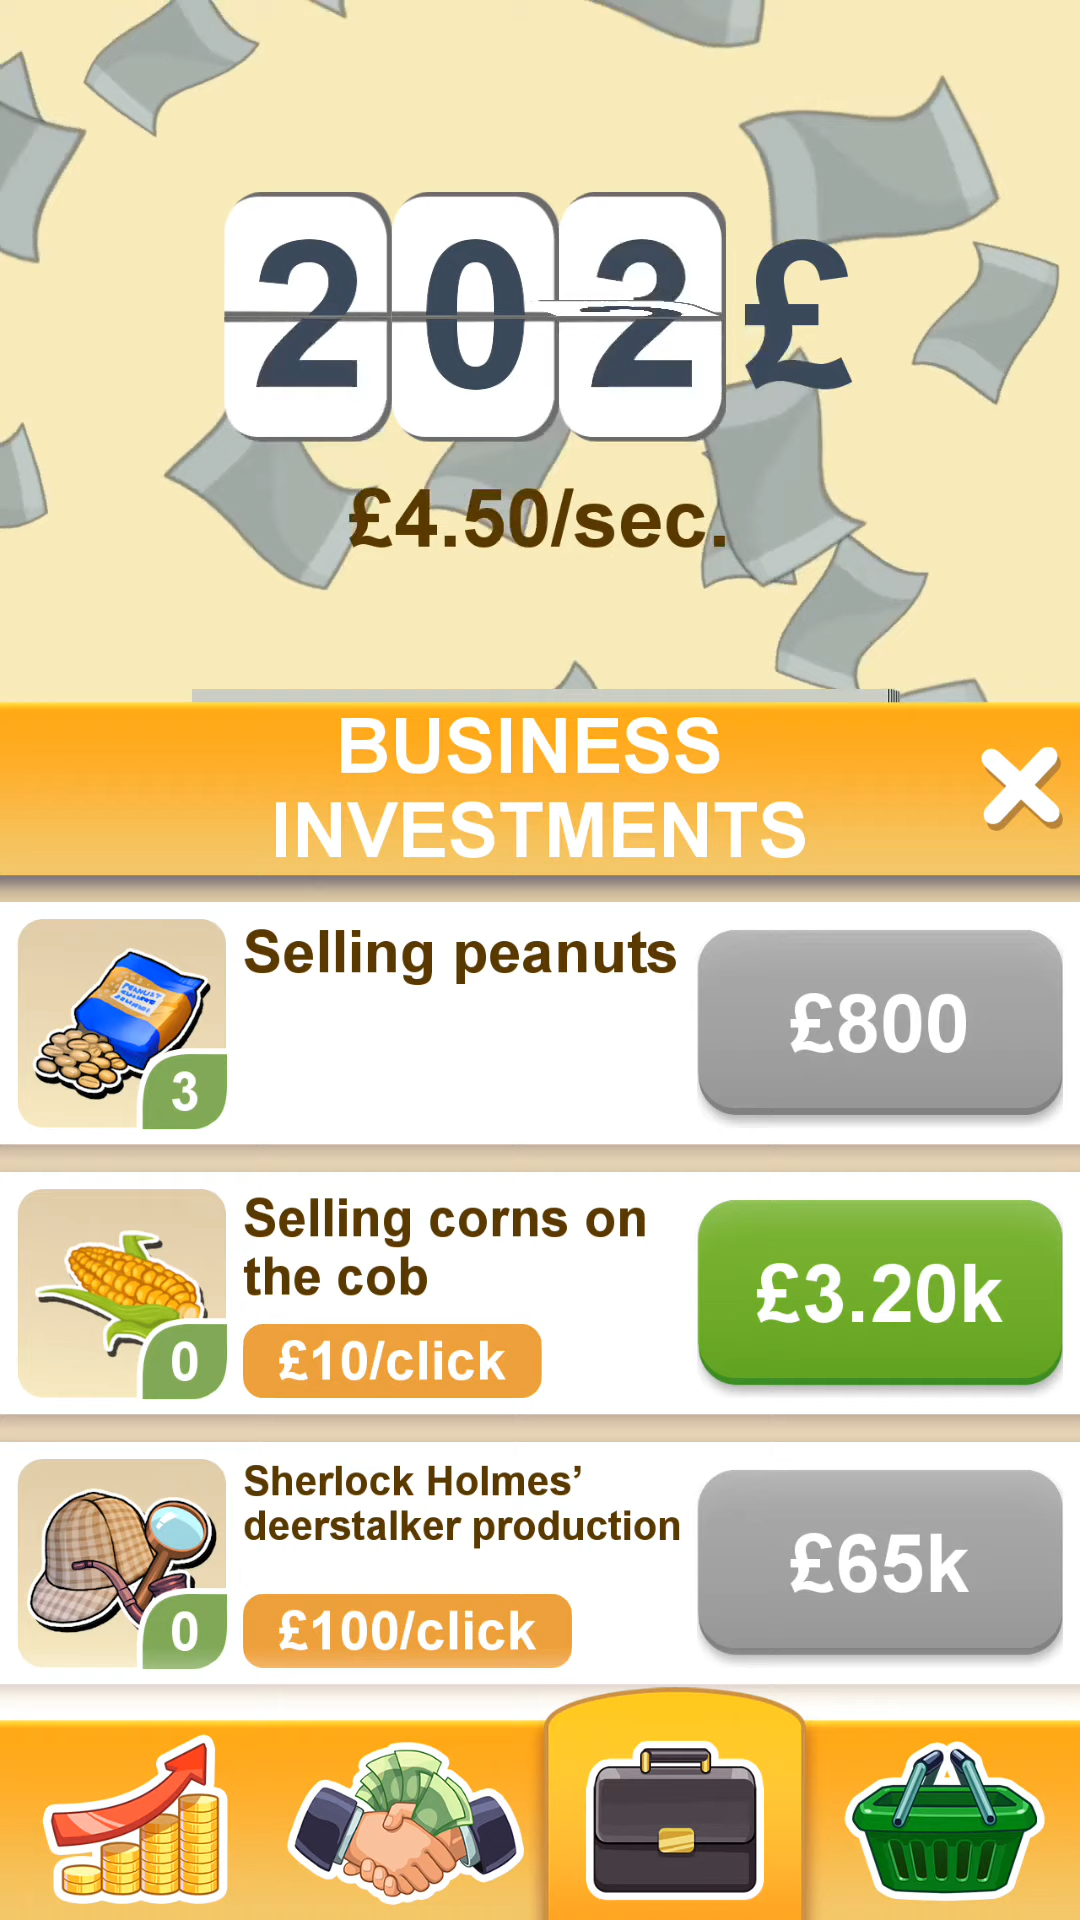 202£
£4.50/sec.
BUSINESS
INVESTMENTS
Selling peanuts
£800
3
Selling corns on
the cob
£3.20k
0
£10/click
Sherlock Holmes’
deerstalker production
£65k
0
£100/click